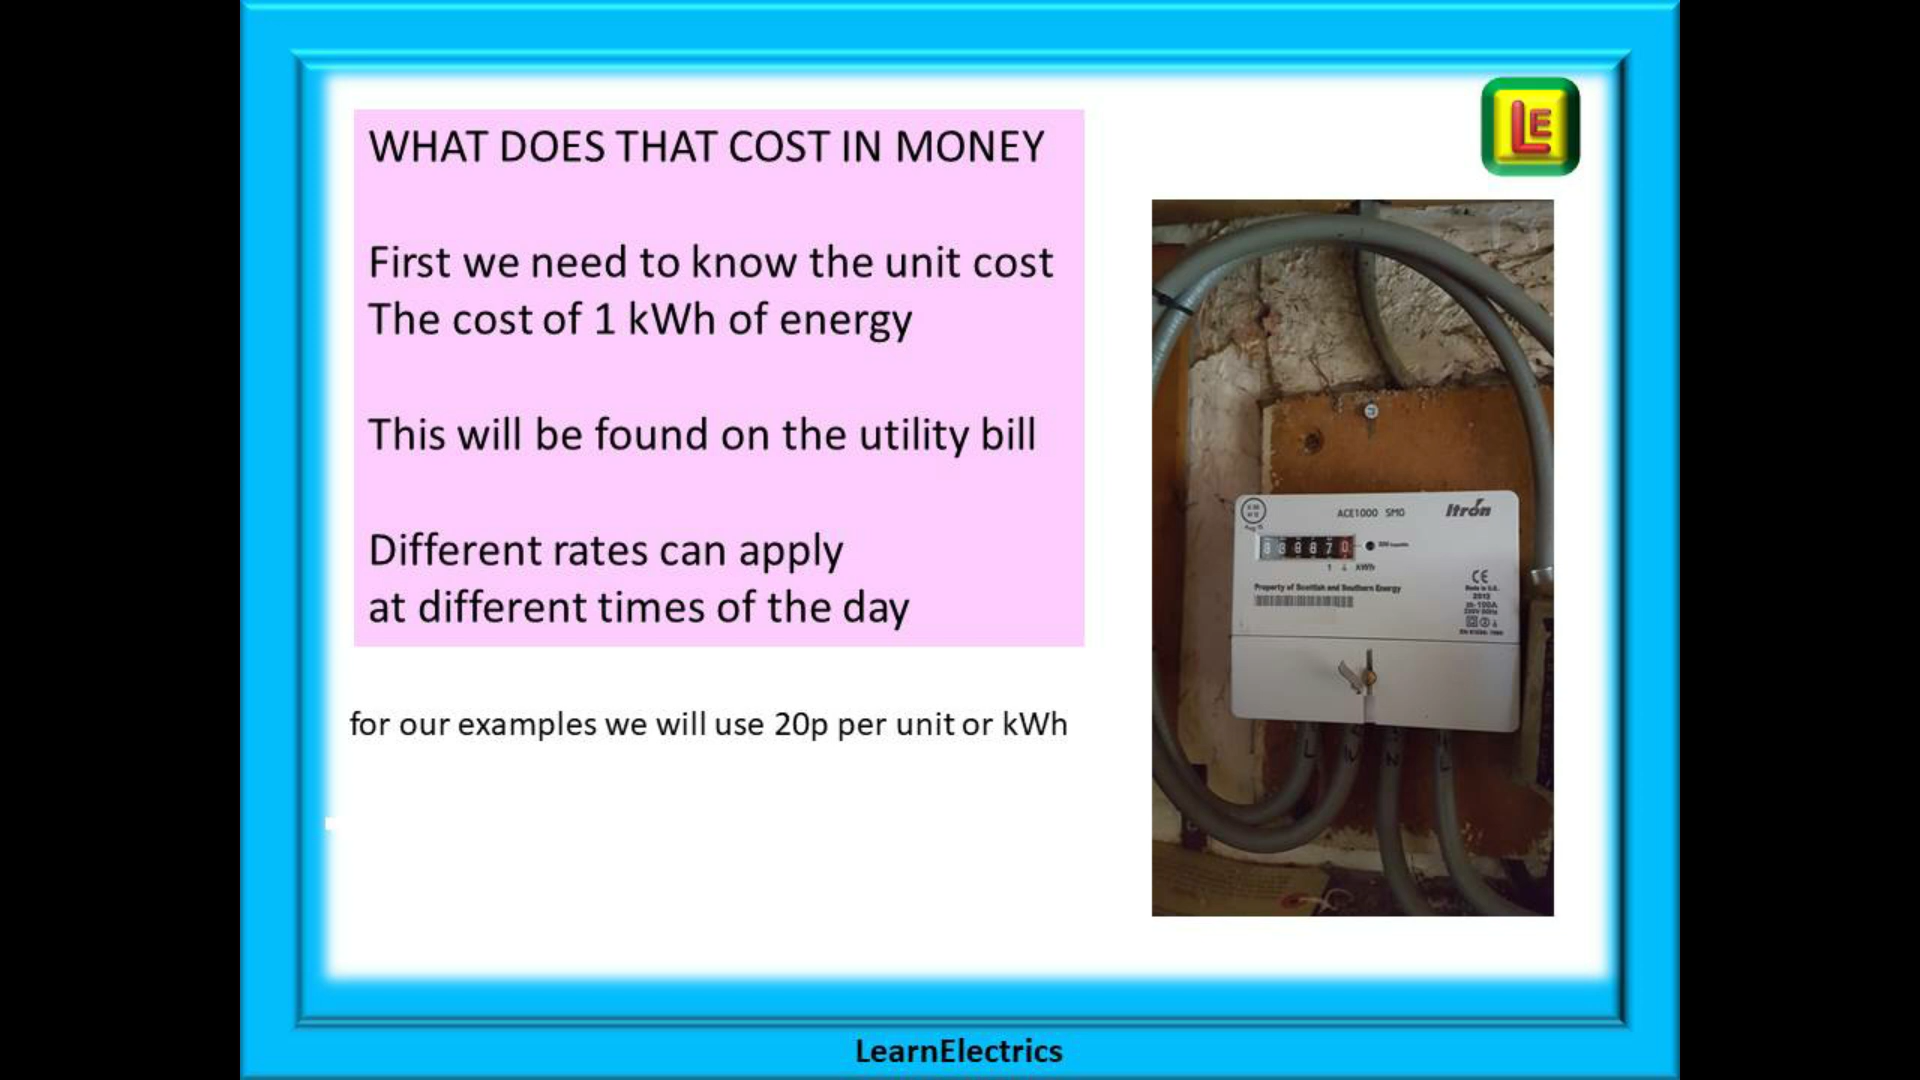 WHAT DOES THAT COST IN MONEY
First we need to know the unit cost
The cost of 1 kWh of energy
This will be found on the utility bill
Different rates can apply
at different times of the day
for our examples we will use 20p per unit or kWh
LE
ACE1000 SMO
Itrón
kWh
Property of Scottish and Southern Energy
CE
L
N
L
LearnElectrics